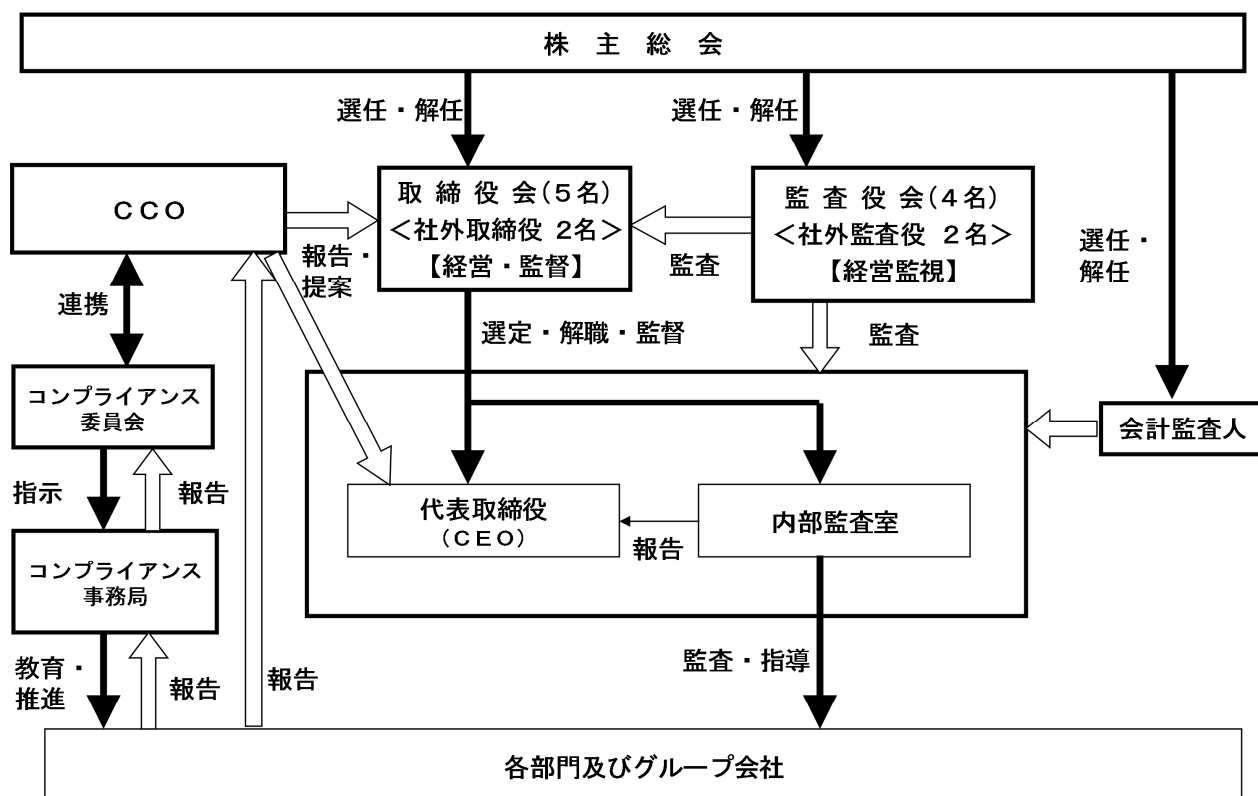 株主総会
選任・解任
選任・解任
選任・
解任
CCO
取締役会(5名)
<社外取締役 2名>
【経営・監督】
監査役会(4名)
<社外監査役 2名>
【経営監視】
報告・
提案
監査
連携
選定・解職・監督
監査
コンプライアンス
委員会
会計監査人
指示
報告
代表取締役
(CEO)
報告
内部監査室
コンプライアンス
事務局
教育・
推進
報告
報告
監査・指導
各部門及びグループ会社